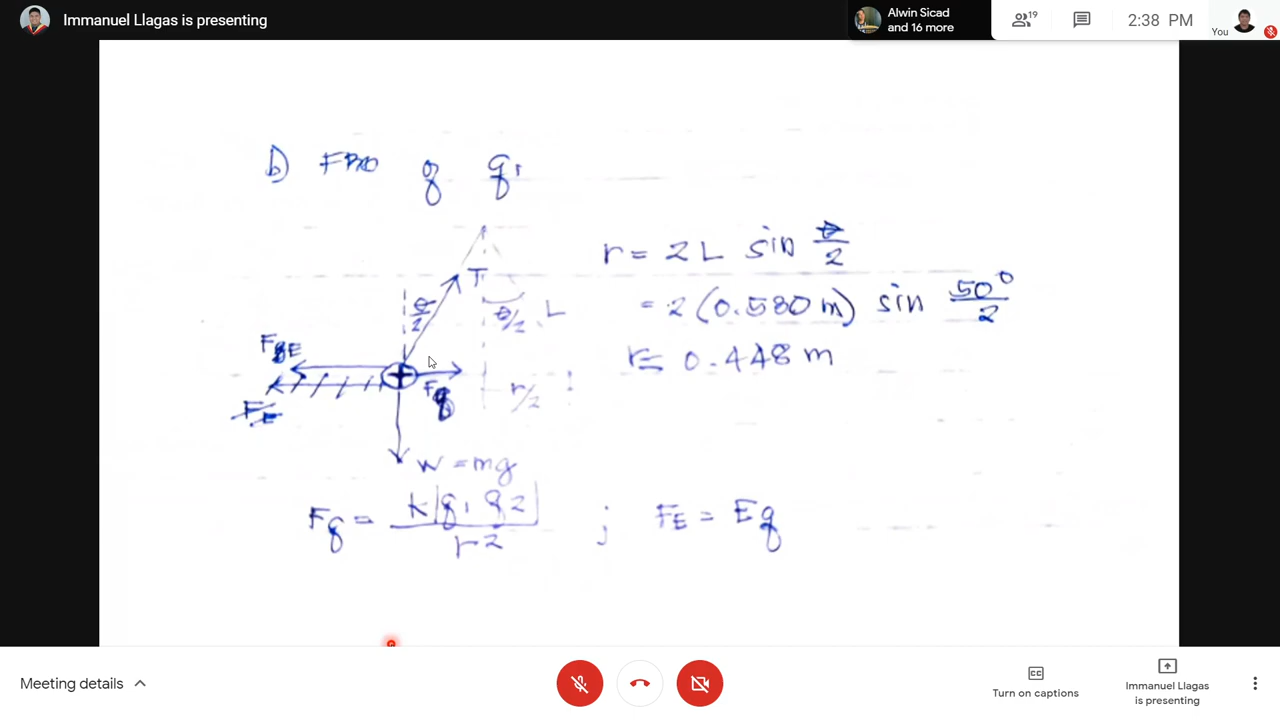 Immanuel Llagas is presenting
Alwin Sicad
and 16 more
19
2:38 PM
You
b) FBD of q1
r = 2L sin θ/2
= 2 (0.580 m) sin 50°/2
r = 0.448 m
T
θ/2
θ/2
L
FE
Fq
FE
r/2
W = mg
Fq = k|q1 q2| / r2 ; FE = Eq
Meeting details
Turn on captions
Immanuel Llagas
is presenting